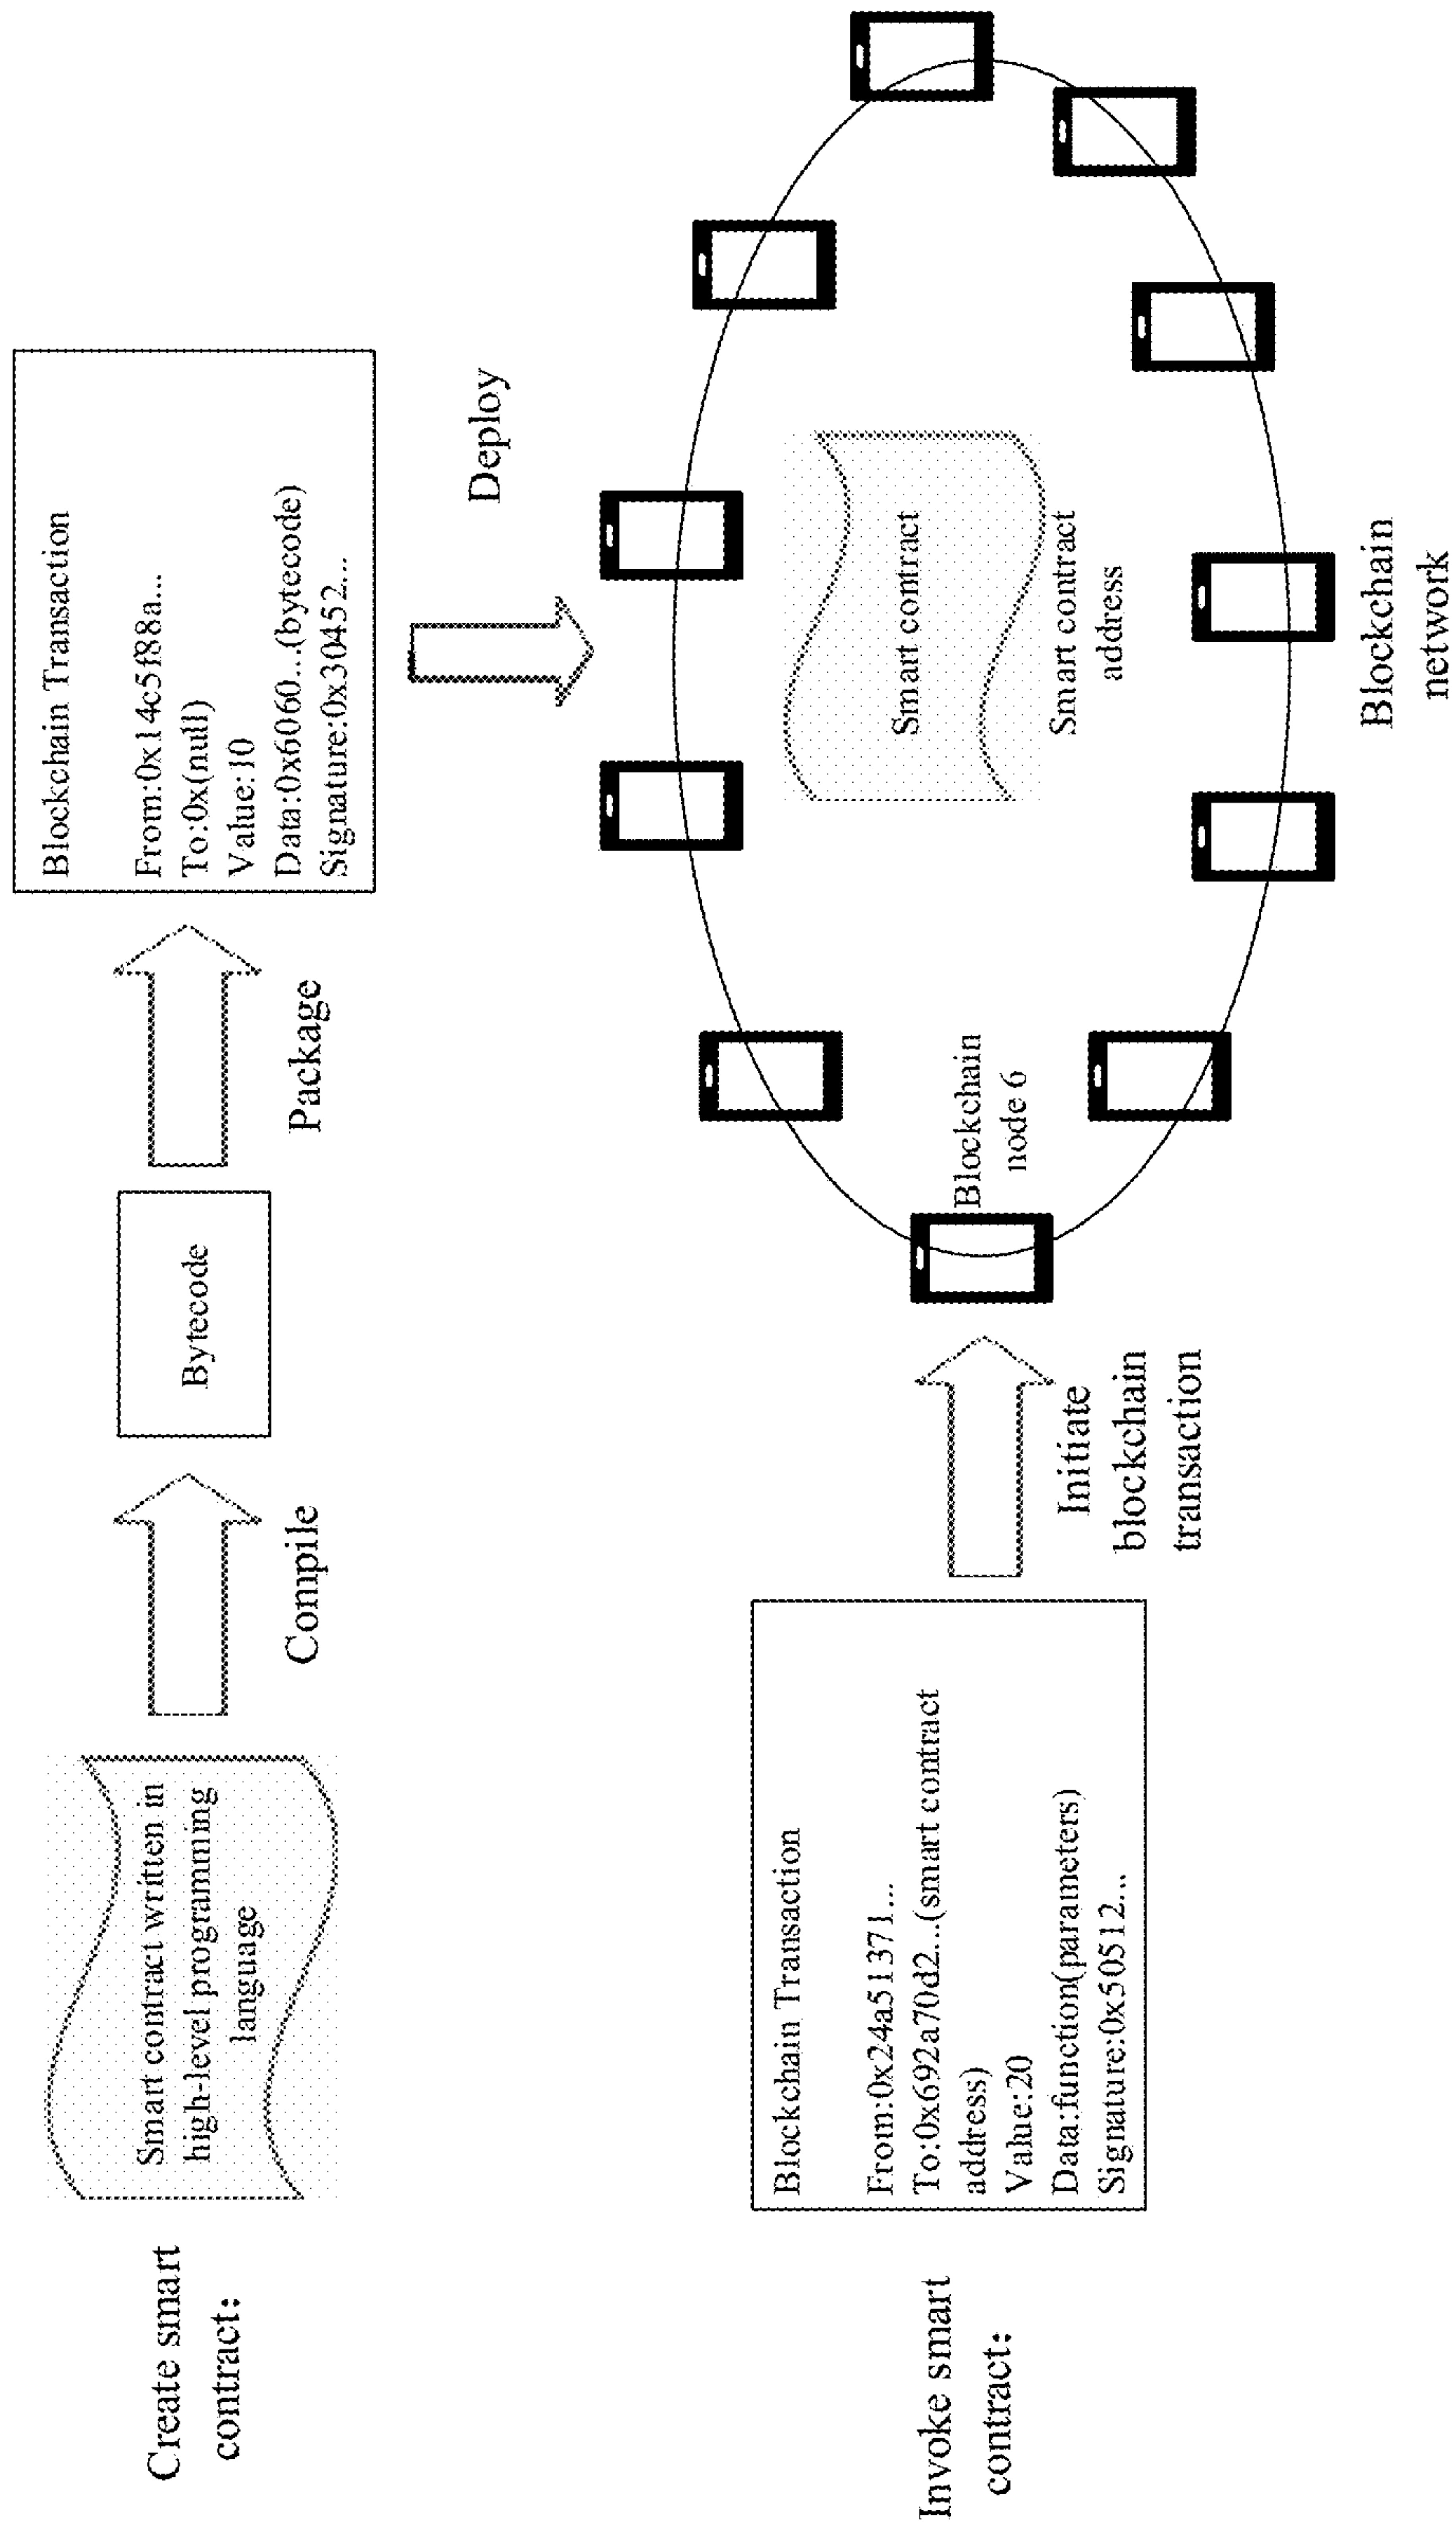 Create smart
contract:
Smart contract written in
high-level programming
language
Compile
Bytecode
Package
Blockchain Transaction
From:0x14c5f88a...
To:0x(null)
Value:10
Data:0x6060...(bytecode)
Signature:0x30452...
Deploy
Invoke smart
contract:
Blockchain Transaction
From:0x24a51371...
To:0x692a70d2...(smart contract
address)
Value:20
Data:function(parameters)
Signature:0x50512...
Initiate
blockchain
transaction
Blockchain
node 6
Smart contract
Smart contract
address
Blockchain
network